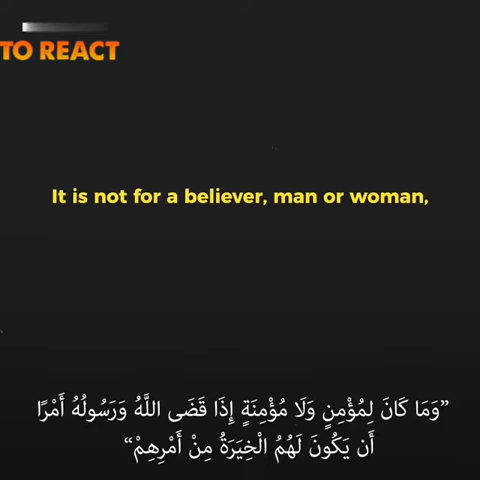 TO REACT
It is not for a believer, man or woman,
”وَمَا كَانَ لِمُؤْمِنٍ وَلَا مُؤْمِنَةٍ إِذَا قَضَى اللَّهُ وَرَسُولُهُ أَمْرًا
أَن يَكُونَ لَهُمُ الْخِيَرَةُ مِنْ أَمْرِهِمْ“